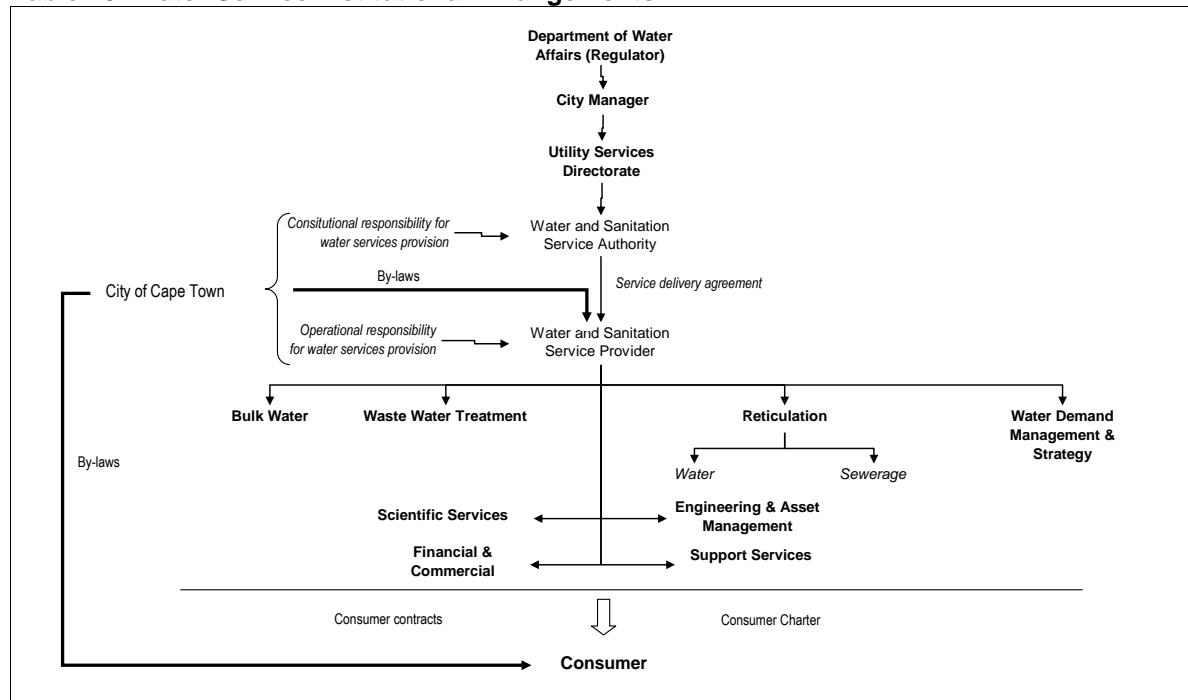 Department of Water
Affairs (Regulator)
City Manager
Utility Services
Directorate
Consitutional responsibility for
water services provision
Water and Sanitation
Service Authority
By-laws
Service delivery agreement
City of Cape Town
Operational responsibility
for water services provision
Water and Sanitation
Service Provider
Bulk Water
Waste Water Treatment
Reticulation
Water Demand
Management &
Strategy
By-laws
Water
Sewerage
Scientific Services
Engineering & Asset
Management
Financial &
Commercial
Support Services
Consumer contracts
Consumer Charter
Consumer